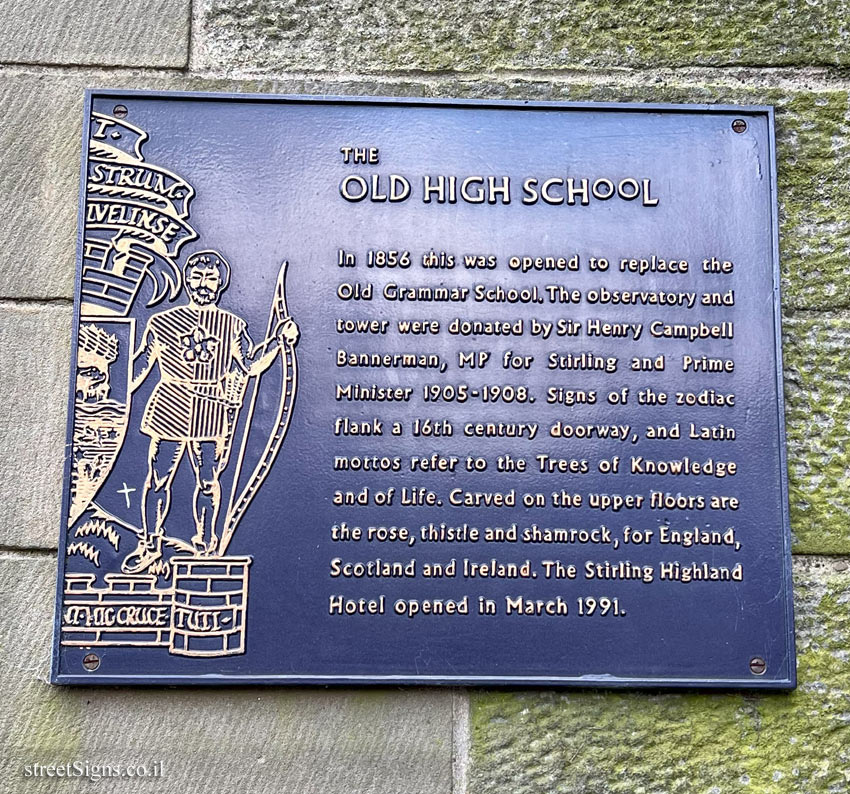 STRUM
IVELINSE
THE
OLD HIGH SCHOOL
In 1856 this was opened to replace the
Old Grammar School. The observatory and
tower were donated by Sir Henry Campbell
Bannerman, MP for Stirling and Prime
Minister 1905-1908. Signs of the zodiac
flank a 16th century doorway, and Latin
mottos refer to the Trees of Knowledge
and of Life. Carved on the upper floors are
the rose, thistle and shamrock, for England,
Scotland and Ireland. The Stirling Highland
Hotel opened in March 1991.
HIC CRUCE TUTI-
streetSigns.co.il